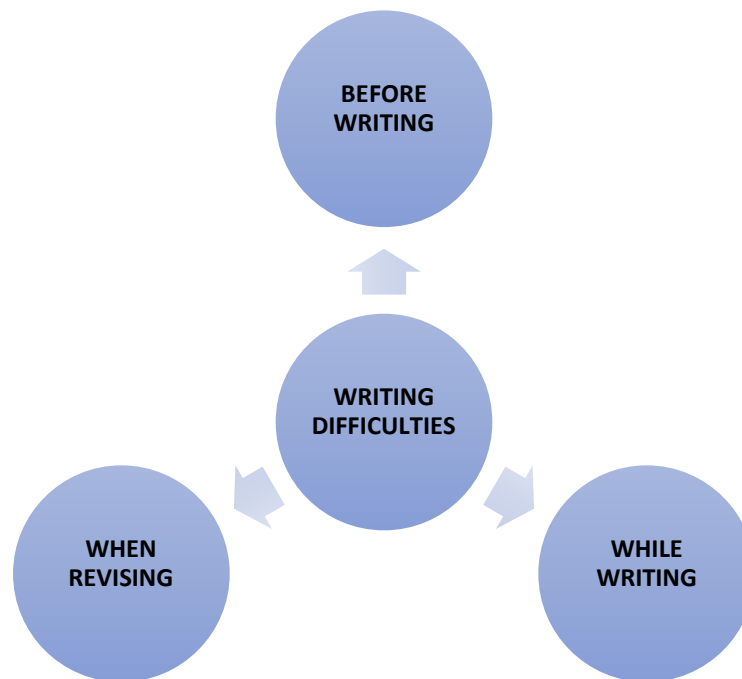 BEFORE
WRITING
WRITING
DIFFICULTIES
WHEN
REVISING
WHILE
WRITING